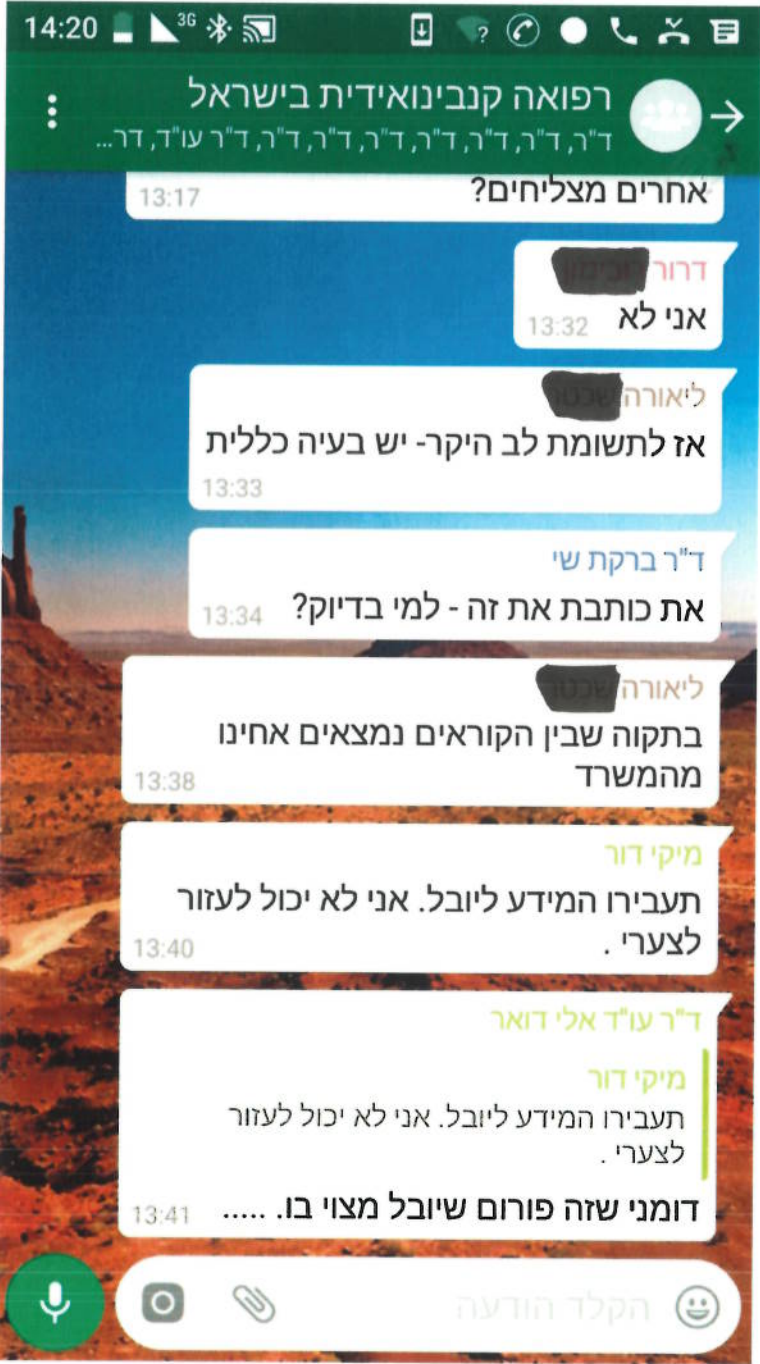 14:20
3G
רפואה קנבינואידית בישראל
ד"ר, ד"ר, ד"ר, ד"ר, ד"ר, ד"ר, ד"ר, ד"ר עו"ד, דר...
אחרים מצליחים?
13:17
דרור
אני לא
13:32
ליאורה
אז לתשומת לב היקר- יש בעיה כללית
13:33
ד"ר ברקת שי
את כותבת את זה - למי בדיוק?
13:34
ליאורה
בתקוה שבין הקוראים נמצאים אחינו
מהמשרד
13:38
מיקי דור
תעבירו המידע ליובל. אני לא יכול לעזור
לצערי .
13:40
ד"ר עו"ד אלי דואר
מיקי דור
תעבירו המידע ליובל. אני לא יכול לעזור
לצערי .
דומני שזה פורום שיובל מצוי בו. .....
13:41
הקלד הודעה